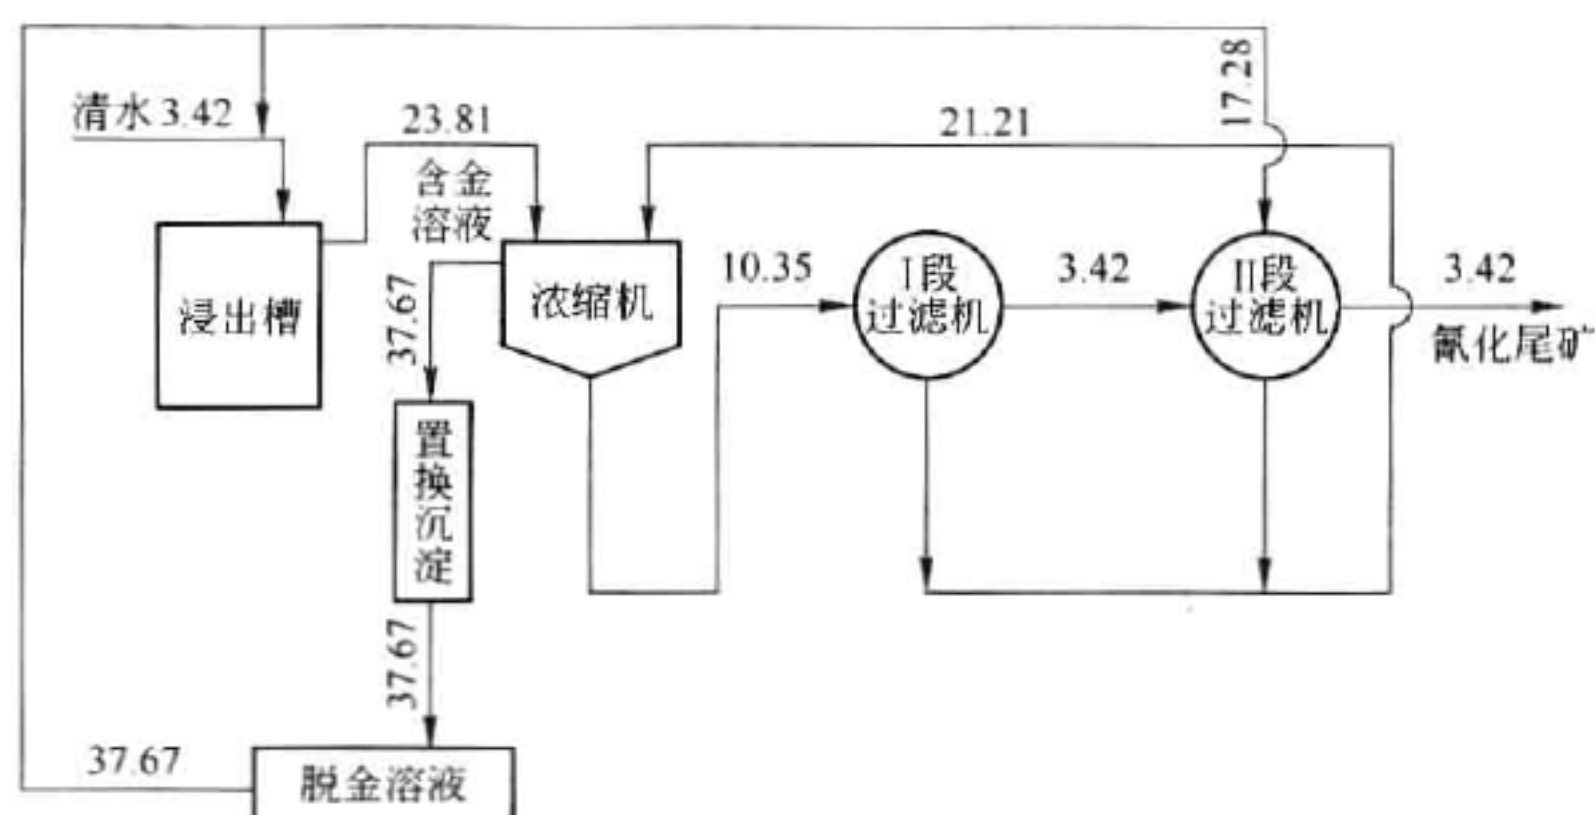 17.28
清水 3.42
23.81
21.21
含金
溶液
浸出槽
浓缩机
10.35
I段
过滤机
3.42
II段
过滤机
3.42
氰化尾矿
37.67
置换沉淀
37.67
37.67
脱金溶液